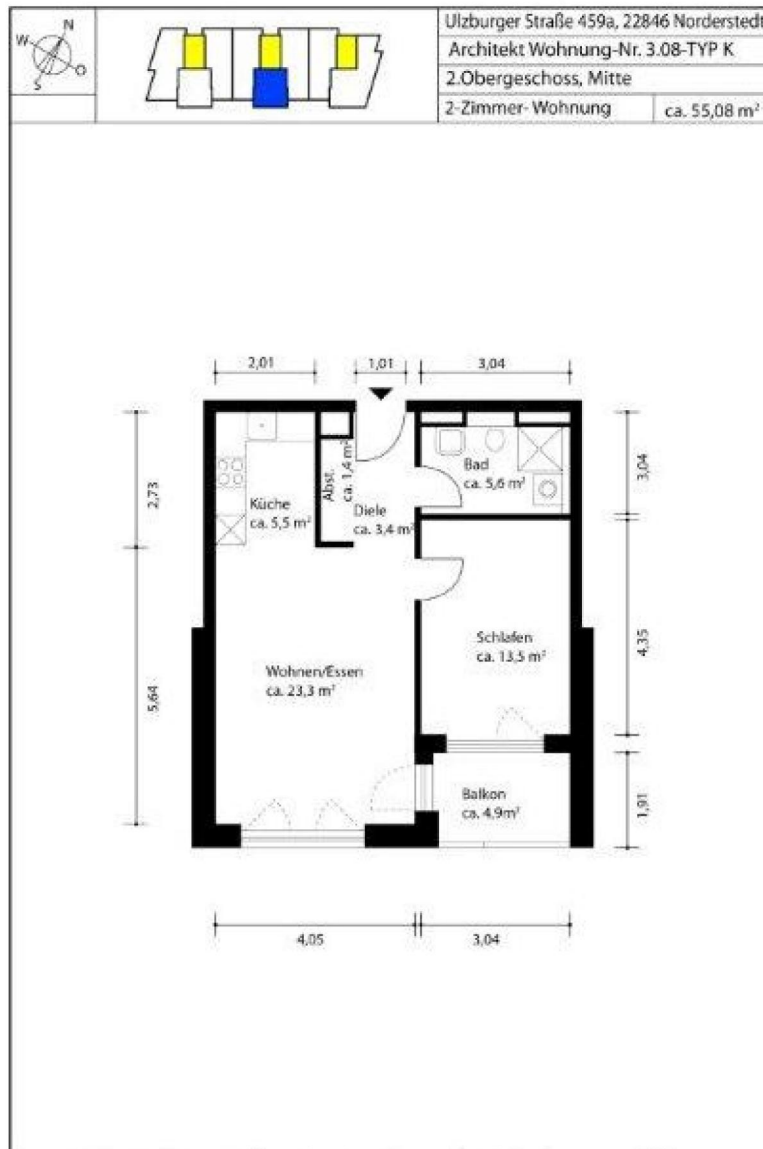 N
W
O
S
Ulzburger Straße 459a, 22846 Norderstedt
Architekt Wohnung-Nr. 3.08-TYP K
2.Obergeschoss, Mitte
2-Zimmer- Wohnung
ca. 55,08 m²
2,01
1,01
3,04
2,73
5,64
3,04
4,35
1,91
Küche
ca. 5,5 m²
Abst.
ca. 1,4 m²
Diele
ca. 3,4 m²
Bad
ca. 5,6 m²
Schlafen
ca. 13,5 m²
Wohnen/Essen
ca. 23,3 m²
Balkon
ca. 4,9m²
4,05
3,04